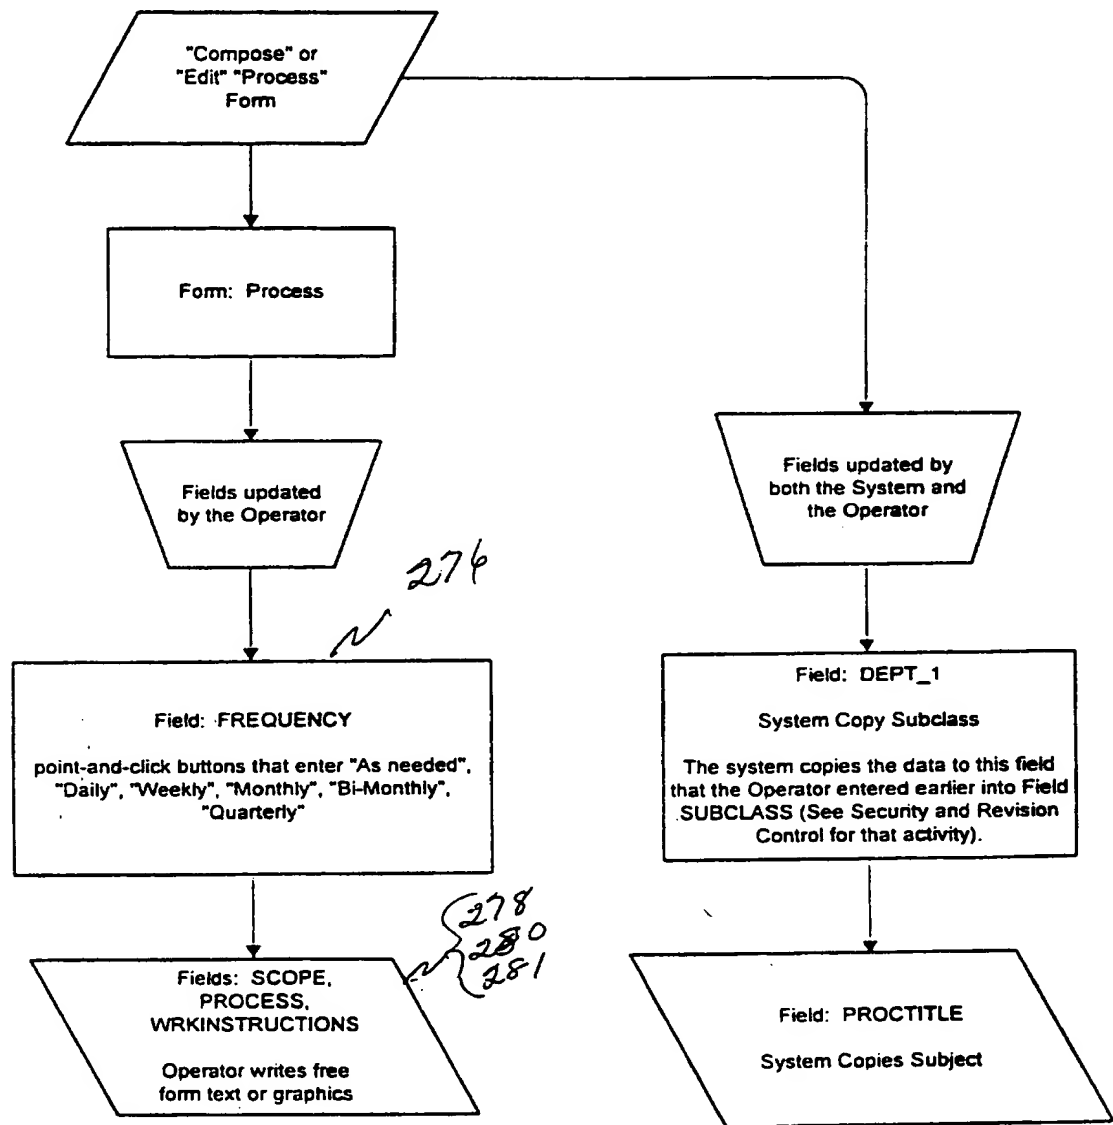 "Compose" or
"Edit" "Process"
Form
Form: Process
Fields updated
by the Operator
Fields updated by
both the System and
the Operator
276
Field: FREQUENCY
point-and-click buttons that enter "As needed",
"Daily", "Weekly", "Monthly", "Bi-Monthly",
"Quarterly"
Field: DEPT_1
System Copy Subclass
The system copies the data to this field
that the Operator entered earlier into Field
SUBCLASS (See Security and Revision
Control for that activity).
278
280
281
Fields: SCOPE,
PROCESS,
WRKINSTRUCTIONS
Operator writes free
form text or graphics
Field: PROCTITLE
System Copies Subject